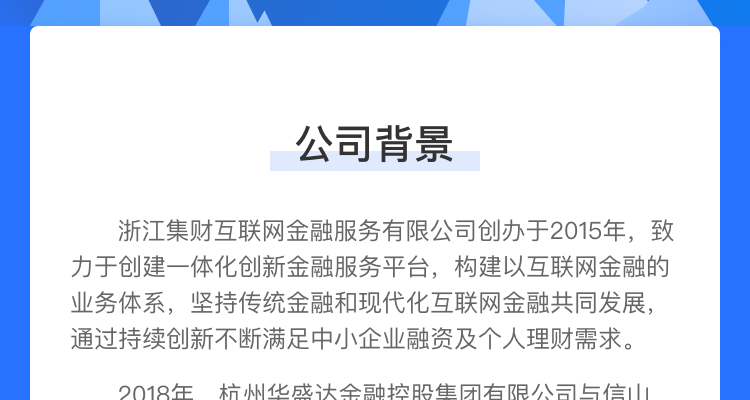 公司背景
浙江集财互联网金融服务有限公司创办于2015年，致
力于创建一体化创新金融服务平台，构建以互联网金融的
业务体系，坚持传统金融和现代化互联网金融共同发展，
通过持续创新不断满足中小企业融资及个人理财需求。
2018年，杭州华盛达金融控股集团有限公司与信山